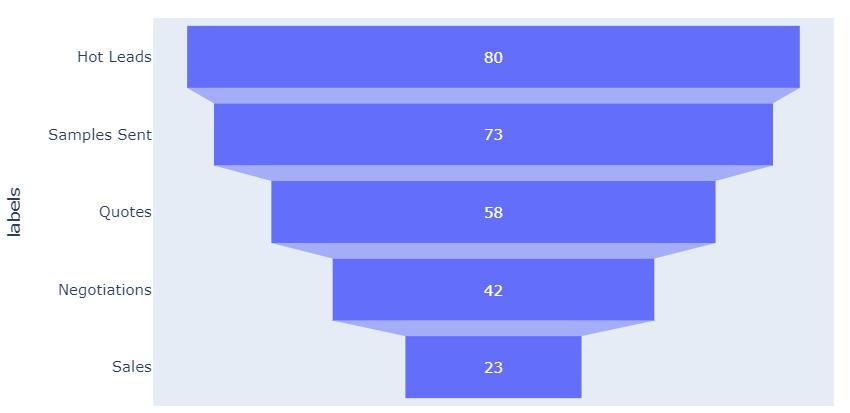 labels
Hot Leads 80
Samples Sent 73
Quotes 58
Negotiations 42
Sales 23